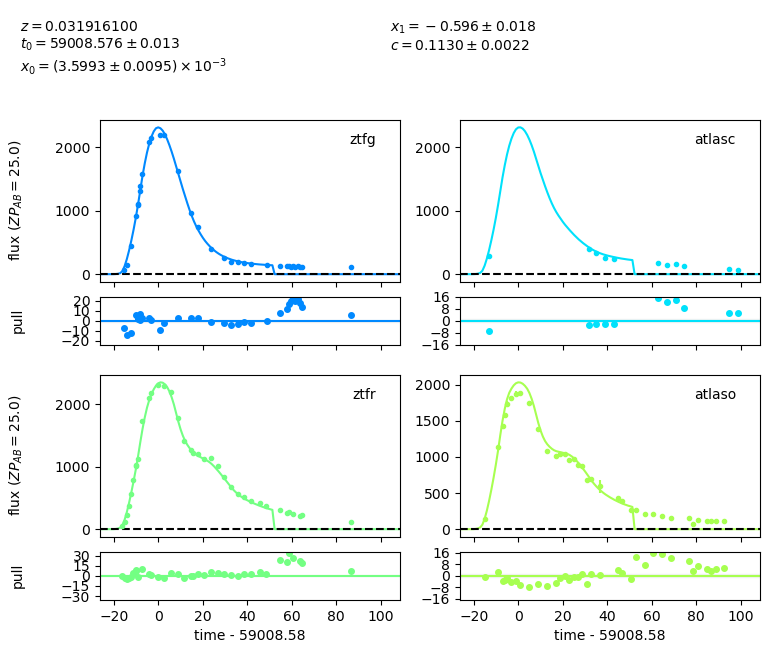 z = 0.031916100
t₀ = 59008.576 ± 0.013
x₀ = (3.5993 ± 0.0095) × 10⁻³
x₁ = −0.596 ± 0.018
c = 0.1130 ± 0.0022
flux (ZP_AB = 25.0)
2000
1000
0
ztfg
2000
1000
0
atlasc
pull
20
10
0
−10
−20
16
8
0
−8
−16
flux (ZP_AB = 25.0)
2000
1000
0
ztfr
2000
1500
1000
500
0
atlaso
pull
30
15
0
−15
−30
16
8
0
−8
−16
−20 0 20 40 60 80 100
−20 0 20 40 60 80 100
time - 59008.58
time - 59008.58